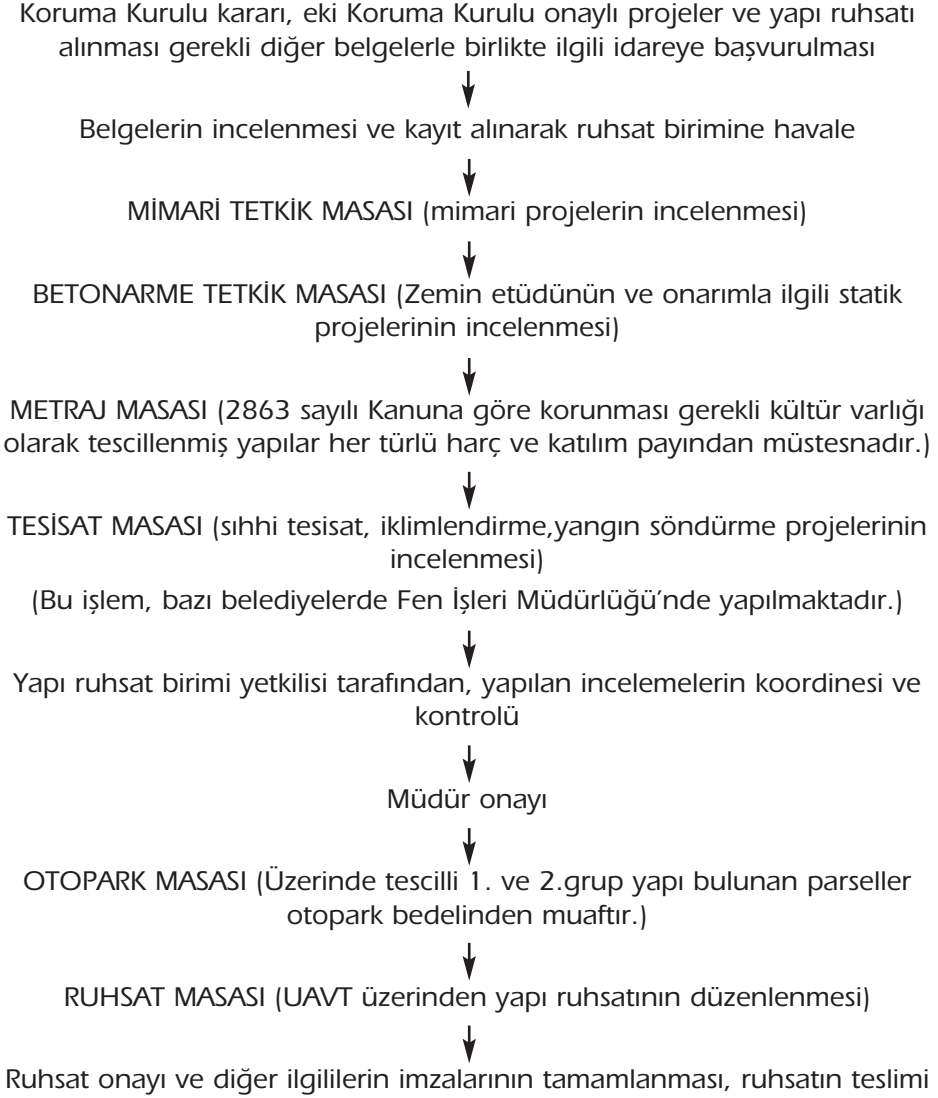 Koruma Kurulu kararı, eki Koruma Kurulu onaylı projeler ve yapı ruhsatı
alınması gerekli diğer belgelerle birlikte ilgili idareye başvurulması
Belgelerin incelenmesi ve kayıt alınarak ruhsat birimine havale
MİMARİ TETKİK MASASI (mimari projelerin incelenmesi)
BETONARME TETKİK MASASI (Zemin etüdünün ve onarımla ilgili statik
projelerinin incelenmesi)
METRAJ MASASI (2863 sayılı Kanuna göre korunması gerekli kültür varlığı
olarak tescillenmiş yapılar her türlü harç ve katılım payından müstesnadır.)
TESİSAT MASASI (sıhhi tesisat, iklimlendirme,yangın söndürme projelerinin
incelenmesi)
(Bu işlem, bazı belediyelerde Fen İşleri Müdürlüğü’nde yapılmaktadır.)
Yapı ruhsat birimi yetkilisi tarafından, yapılan incelemelerin koordinesi ve
kontrolü
Müdür onayı
OTOPARK MASASI (Üzerinde tescilli 1. ve 2.grup yapı bulunan parseller
otopark bedelinden muaftır.)
RUHSAT MASASI (UAVT üzerinden yapı ruhsatının düzenlenmesi)
Ruhsat onayı ve diğer ilgililerin imzalarının tamamlanması, ruhsatın teslimi